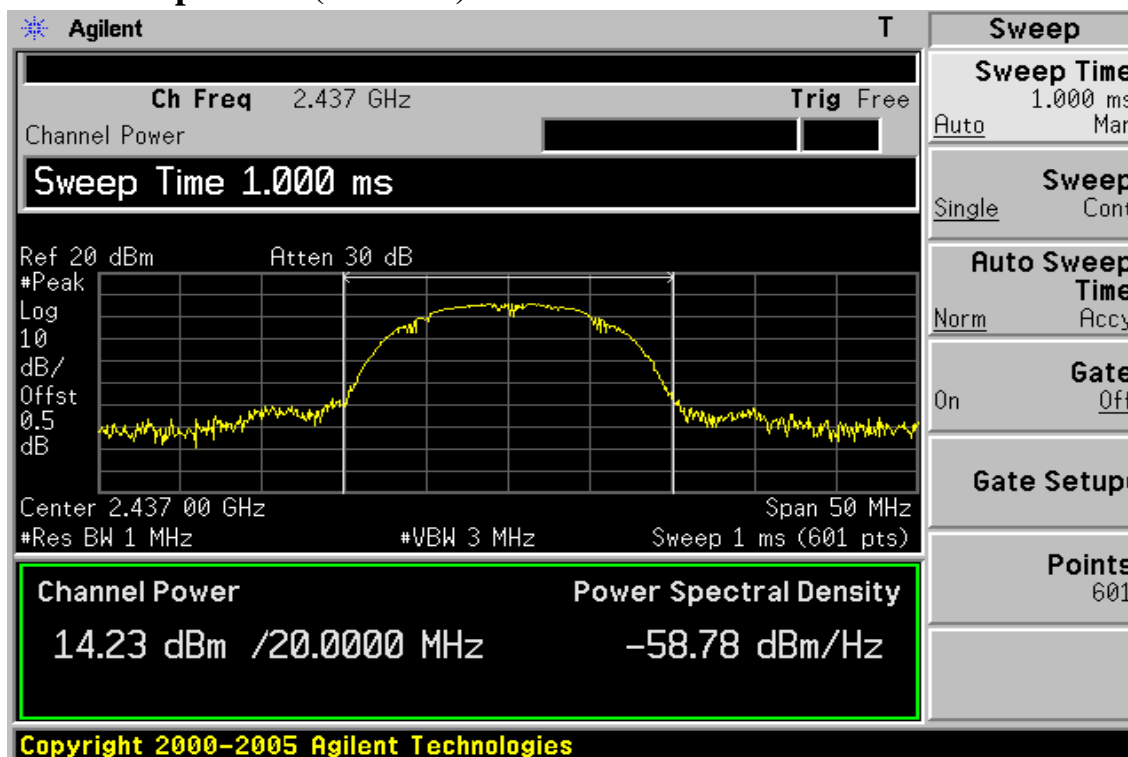 Agilent T
Sweep
Ch Freq 2.437 GHz Trig Free
Channel Power
Sweep Time 1.000 ms
Ref 20 dBm Atten 30 dB
#Peak
Log
10
dB/
Offst
0.5
dB
Center 2.437 00 GHz Span 50 MHz
#Res BW 1 MHz #VBW 3 MHz Sweep 1 ms (601 pts)
Channel Power Power Spectral Density
14.23 dBm /20.0000 MHz -58.78 dBm/Hz
Copyright 2000-2005 Agilent Technologies
Sweep Time
1.000 ms
Auto Man
Sweep
Single Cont
Auto Sweep
Time
Norm Accy
Gate
On Off
Gate Setup
Points
601